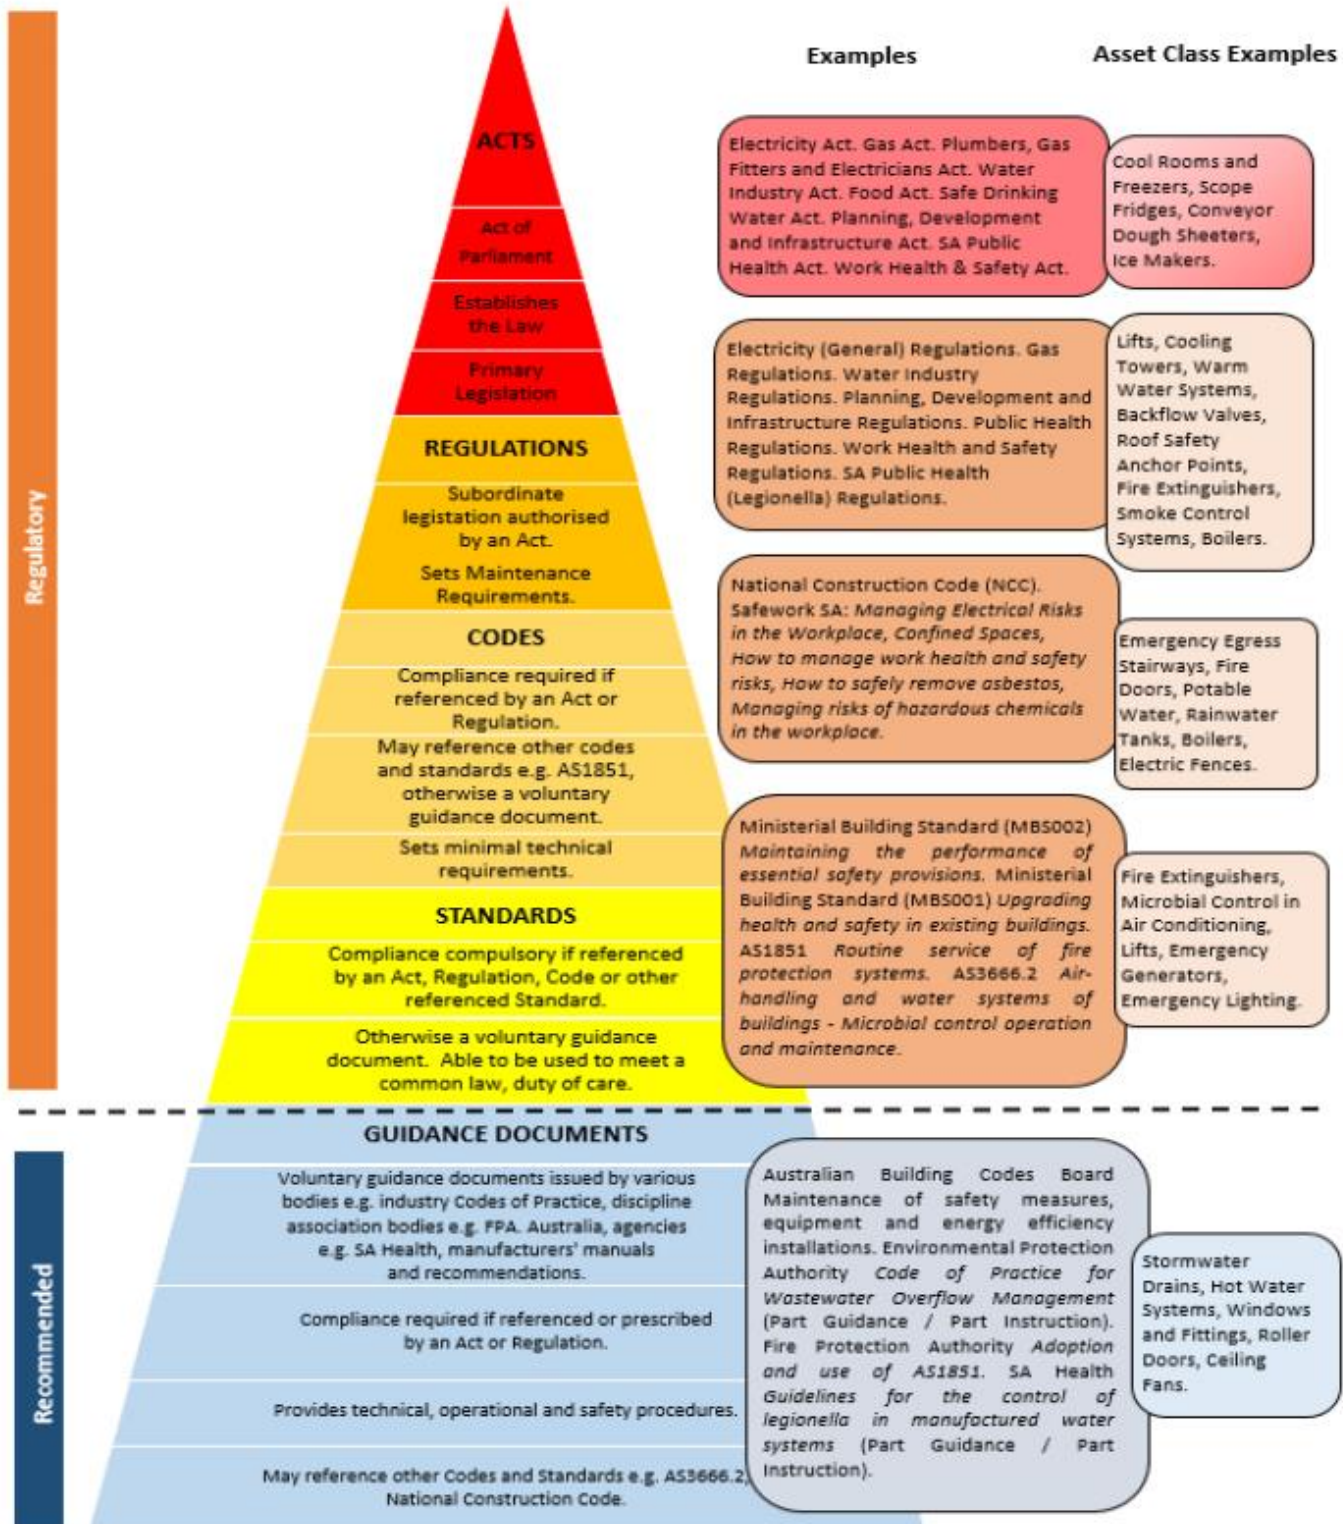 Examples
Asset Class Examples
Regulatory
ACTS
Act of
Parliament
Establishes
the Law
Primary
Legislation
Electricity Act. Gas Act. Plumbers, Gas
Fitters and Electricians Act. Water
Industry Act. Food Act. Safe Drinking
Water Act. Planning, Development
and Infrastructure Act. SA Public
Health Act. Work Health & Safety Act.
Cool Rooms and
Freezers, Scope
Fridges, Conveyor
Dough Sheeters,
Ice Makers.
REGULATIONS
Subordinate
legistation authorised
by an Act.
Sets Maintenance
Requirements.
Electricity (General) Regulations. Gas
Regulations. Water Industry
Regulations. Planning, Development and
Infrastructure Regulations. Public Health
Regulations. Work Health and Safety
Regulations. SA Public Health
(Legionella) Regulations.
Lifts, Cooling
Towers, Warm
Water Systems,
Backflow Valves,
Roof Safety
Anchor Points,
Fire Extinguishers,
Smoke Control
Systems, Boilers.
CODES
Compliance required if
referenced by an Act or
Regulation.
May reference other codes
and standards e.g. AS1851,
otherwise a voluntary
guidance document.
Sets minimal technical
requirements.
National Construction Code (NCC).
Safework SA: Managing Electrical Risks
in the Workplace, Confined Spaces,
How to manage work health and safety
risks, How to safely remove asbestos,
Managing risks of hazardous chemicals
in the workplace.
Emergency Egress
Stairways, Fire
Doors, Potable
Water, Rainwater
Tanks, Boilers,
Electric Fences.
STANDARDS
Compliance compulsory if referenced
by an Act, Regulation, Code or other
referenced Standard.
Otherwise a voluntary guidance
document. Able to be used to meet a
common law, duty of care.
Ministerial Building Standard (MBS002)
Maintaining the performance of
essential safety provisions. Ministerial
Building Standard (MBS001) Upgrading
health and safety in existing buildings.
AS1851 Routine service of fire
protection systems. AS3666.2 Air-
handling and water systems of
buildings - Microbial control operation
and maintenance.
Fire Extinguishers,
Microbial Control in
Air Conditioning,
Lifts, Emergency
Generators,
Emergency Lighting.
Recommended
GUIDANCE DOCUMENTS
Voluntary guidance documents issued by various
bodies e.g. industry Codes of Practice, discipline
association bodies e.g. FPA. Australia, agencies
e.g. SA Health, manufacturers' manuals
and recommendations.
Compliance required if referenced or prescribed
by an Act or Regulation.
Provides technical, operational and safety procedures.
May reference other Codes and Standards e.g. AS3666.2,
National Construction Code.
Australian Building Codes Board
Maintenance of safety measures,
equipment and energy efficiency
installations. Environmental Protection
Authority Code of Practice for
Wastewater Overflow Management
(Part Guidance / Part Instruction).
Fire Protection Authority Adoption
and use of AS1851. SA Health
Guidelines for the control of
legionella in manufactured water
systems (Part Guidance / Part
Instruction).
Stormwater
Drains, Hot Water
Systems, Windows
and Fittings, Roller
Doors, Ceiling
Fans.